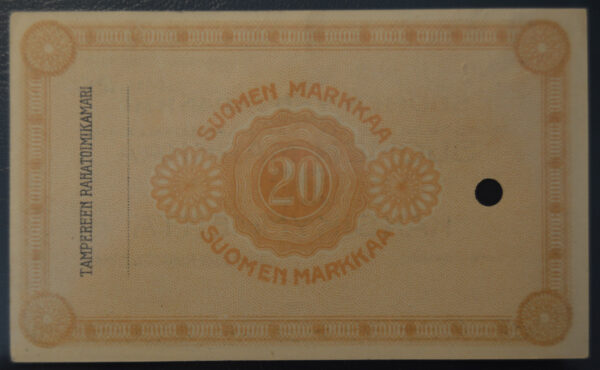 TAMPEREEN RAHATOIMIKAMARI
SUOMEN MARKKAA
20
SUOMEN MARKKAA